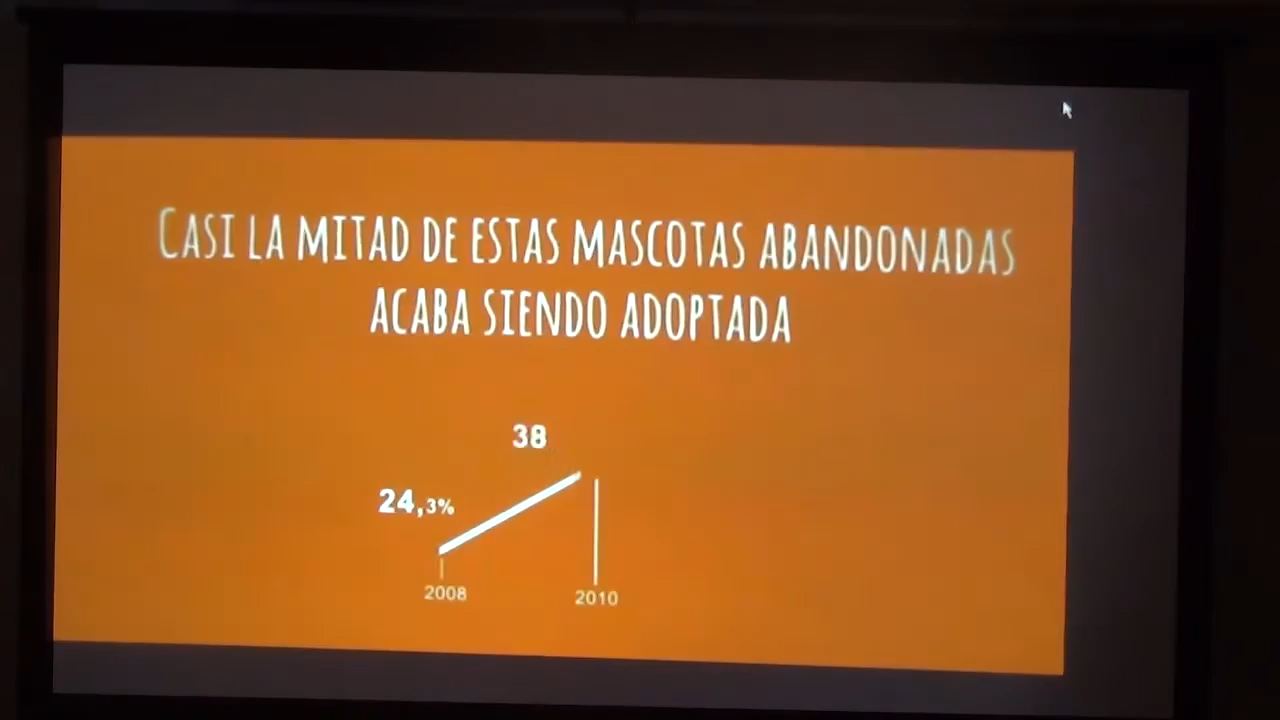 CASI LA MITAD DE ESTAS MASCOTAS ABANDONADAS
ACABA SIENDO ADOPTADA
38
24,3%
2008
2010